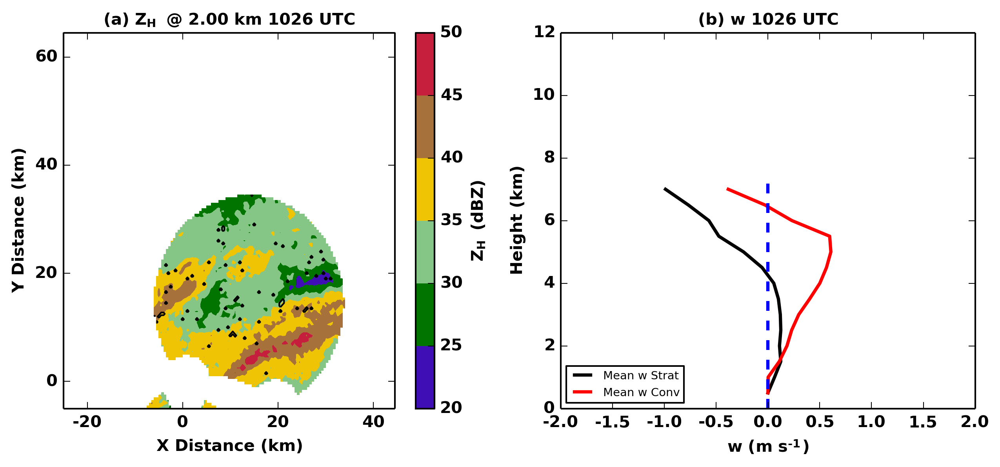 (a) Z_H @ 2.00 km 1026 UTC
60
40
20
0
Y Distance (km)
-20 0 20 40
X Distance (km)
50
45
40
35
30
25
20
Z_H (dBZ)
(b) w 1026 UTC
12
10
8
6
4
2
0
Height (km)
Mean w Strat
Mean w Conv
-2.0 -1.5 -1.0 -0.5 0.0 0.5 1.0 1.5 2.0
w (m s⁻¹)